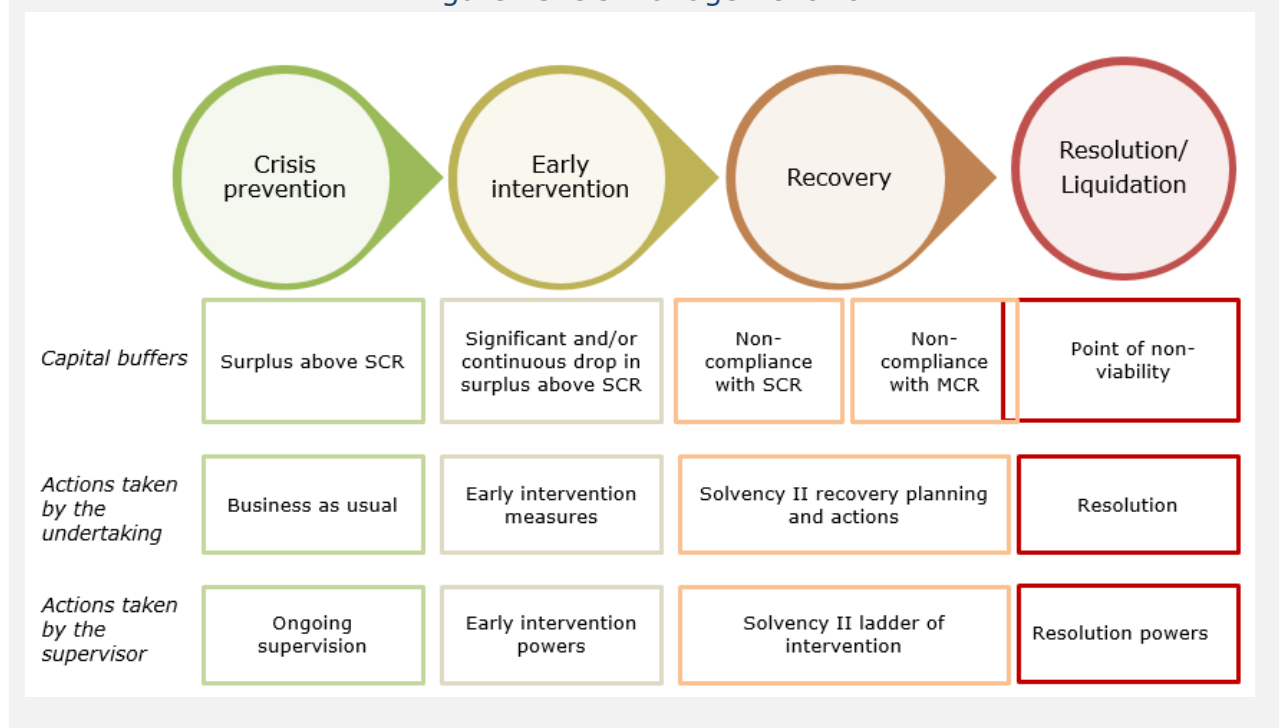 Crisis
prevention
Early
intervention
Recovery
Resolution/
Liquidation
Capital buffers
Surplus above SCR
Significant and/or
continuous drop in
surplus above SCR
Non-
compliance
with SCR
Non-
compliance
with MCR
Point of non-
viability
Actions taken
by the
undertaking
Business as usual
Early intervention
measures
Solvency II recovery planning
and actions
Resolution
Actions taken
by the
supervisor
Ongoing
supervision
Early intervention
powers
Solvency II ladder of
intervention
Resolution powers